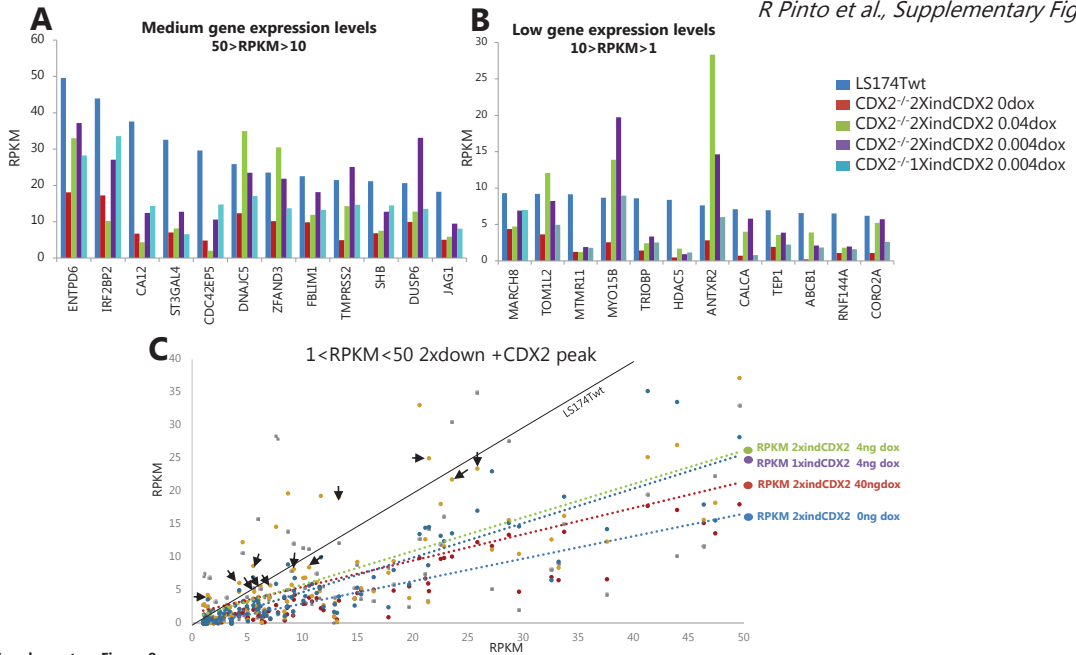 R Pinto et al., Supplementary Fig
A
Medium gene expression levels
50>RPKM>10
60
50
40
30
20
10
0
RPKM
ENTPD6
IRF2BP2
CA12
ST3GAL4
CDC42EP5
DNAJC5
ZFAND3
FBLIM1
TMPRSS2
SHB
DUSP6
JAG1
B
Low gene expression levels
10>RPKM>1
30
25
20
15
10
5
0
RPKM
MARCH8
TOM1L2
MTMR11
MYO15B
TRIOBP
HDAC5
ANTXR2
CALCA
TEP1
ABCB1
RNF144A
CORO2A
LS174Twt
CDX2-/-2XindCDX2 0dox
CDX2-/-2XindCDX2 0.04dox
CDX2-/-2XindCDX2 0.004dox
CDX2-/-1XindCDX2 0.004dox
C
1<RPKM<50 2xdown +CDX2 peak
40
35
30
25
20
15
10
5
0
RPKM
LS174Twt
RPKM 2xindCDX2 4ng dox
RPKM 1xindCDX2 4ng dox
RPKM 2xindCDX2 40ngdox
RPKM 2xindCDX2 0ng dox
0 5 10 15 20 25 30 35 40 45 50
RPKM